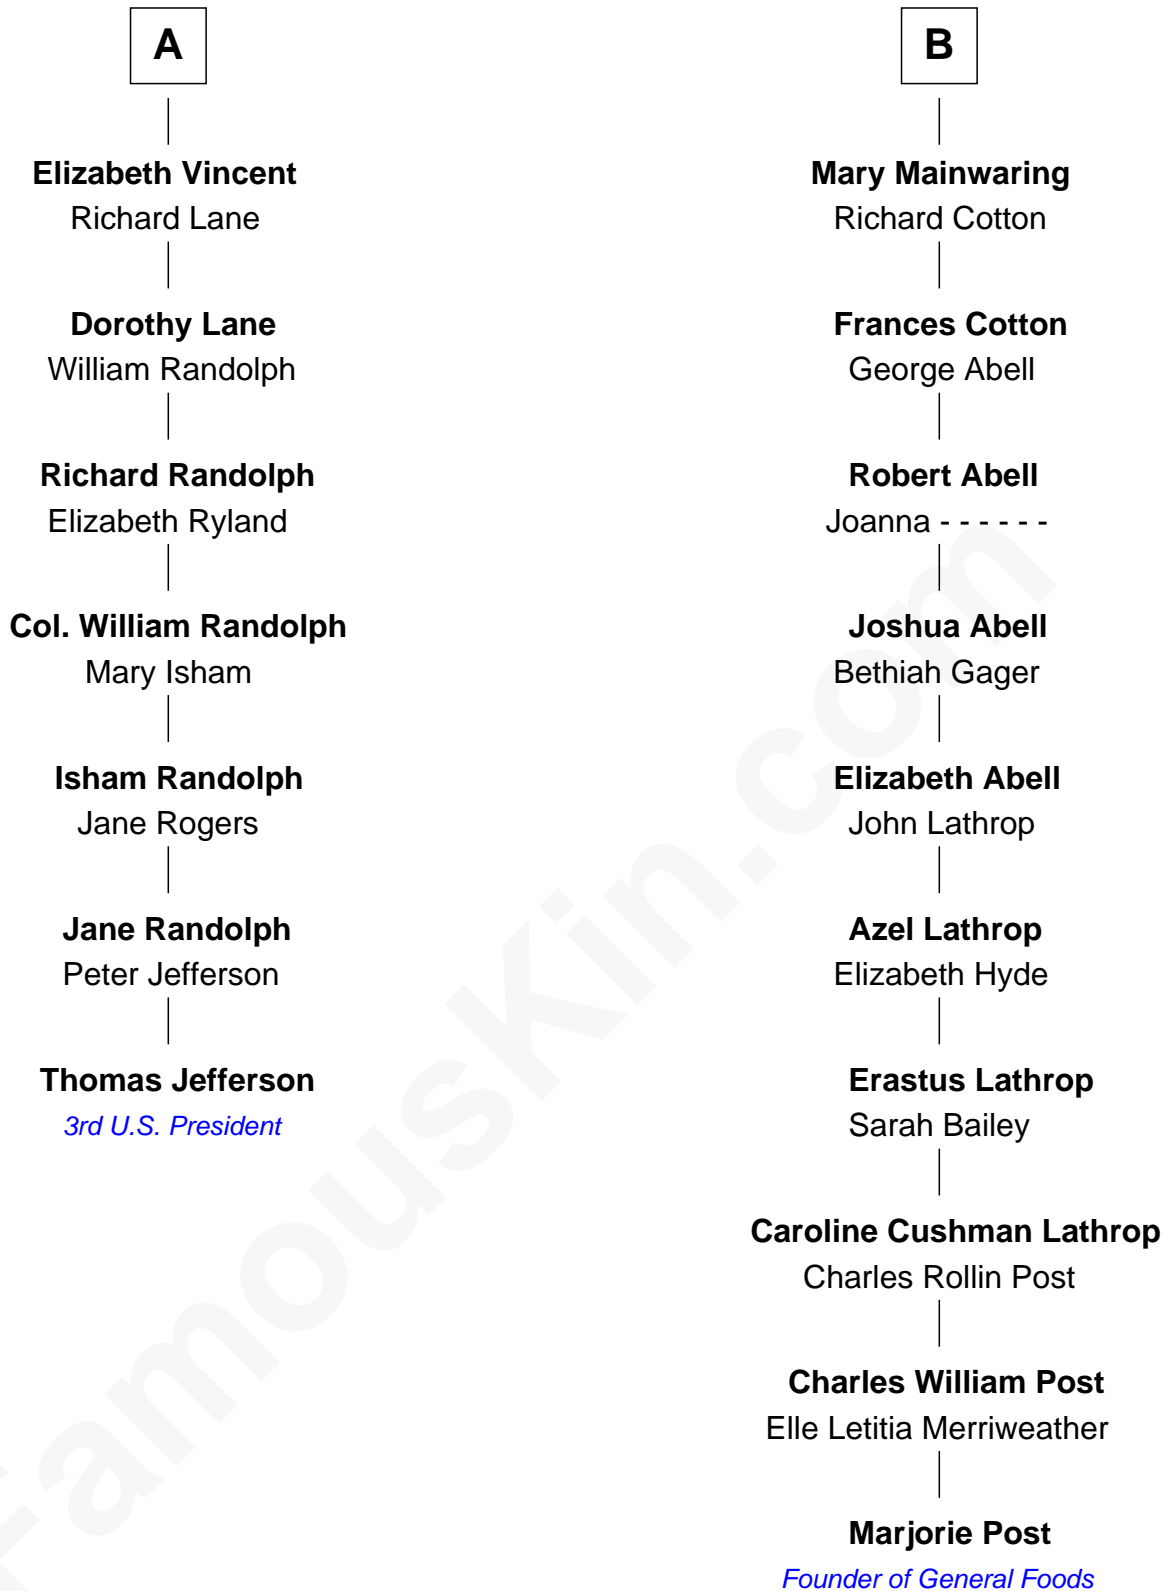 A
Elizabeth Vincent
Richard Lane
Dorothy Lane
William Randolph
Richard Randolph
Elizabeth Ryland
Col. William Randolph
Mary Isham
Isham Randolph
Jane Rogers
Jane Randolph
Peter Jefferson
Thomas Jefferson
3rd U.S. President
B
Mary Mainwaring
Richard Cotton
Frances Cotton
George Abell
Robert Abell
Joanna - - - - - -
Joshua Abell
Bethiah Gager
Elizabeth Abell
John Lathrop
Azel Lathrop
Elizabeth Hyde
Erastus Lathrop
Sarah Bailey
Caroline Cushman Lathrop
Charles Rollin Post
Charles William Post
Elle Letitia Merriweather
Marjorie Post
Founder of General Foods
FamousKin.com